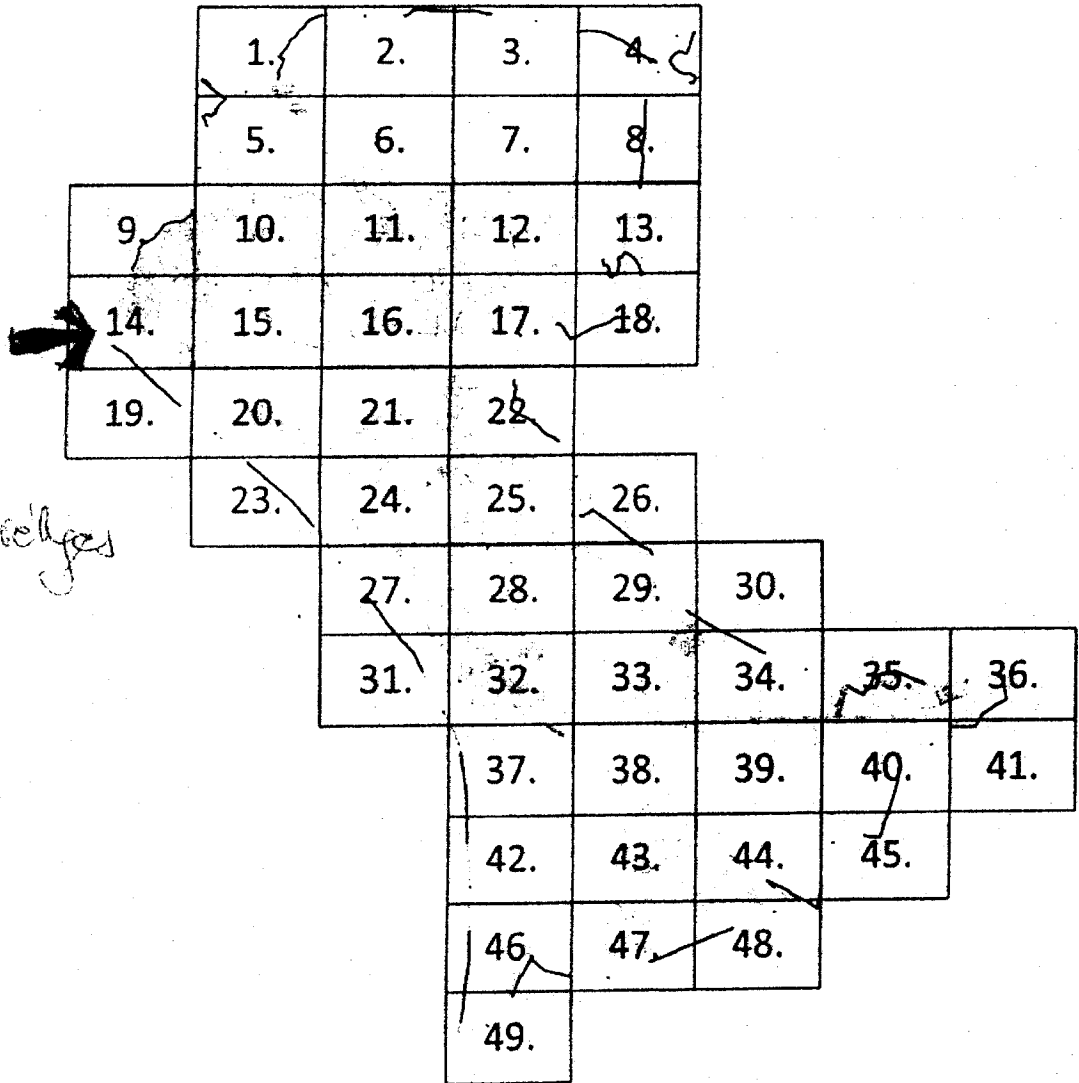 1. 2. 3. 4.
5. 6. 7. 8.
9. 10. 11. 12. 13.
14. 15. 16. 17. 18.
19. 20. 21. 22
23. 24. 25. 26.
27. 28. 29. 30.
31. 32. 33. 34. 35. 36.
37. 38. 39. 40. 41.
42. 43. 44. 45.
46. 47. 48.
49.